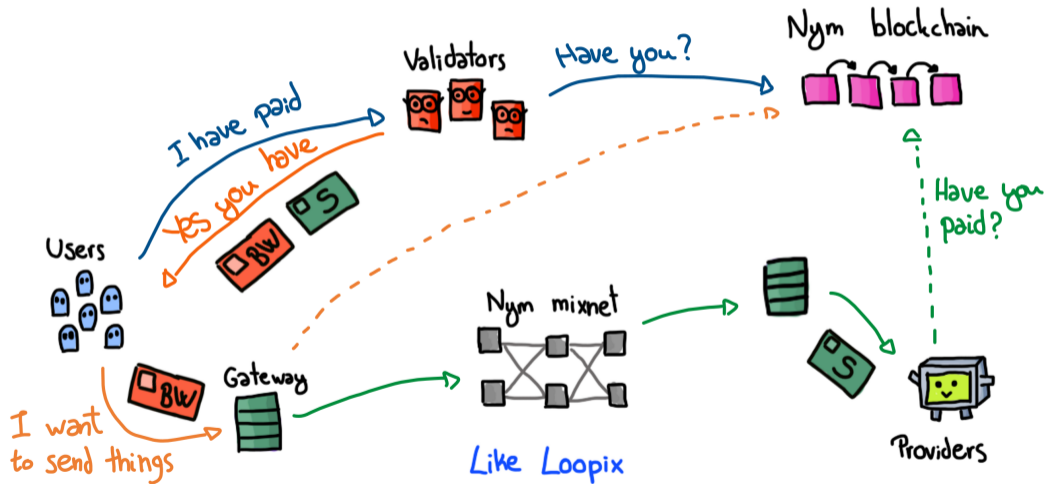 Nym blockchain
Validators
Have you?
I have paid
Yes you have
S
BW
Users
Have you
paid?
Nym mixnet
Gateway
BW
S
I want
to send things
Like Loopix
Providers